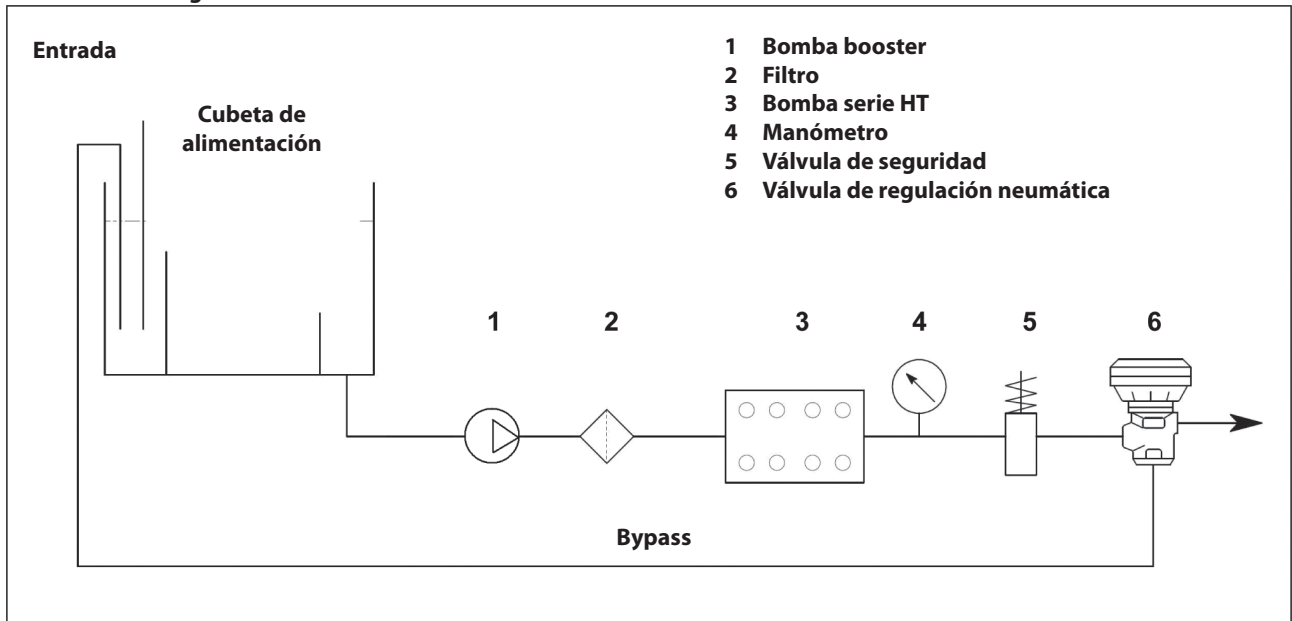 Entrada
Cubeta de
alimentación
1 Bomba booster
2 Filtro
3 Bomba serie HT
4 Manómetro
5 Válvula de seguridad
6 Válvula de regulación neumática
1 2 3 4 5 6
Bypass